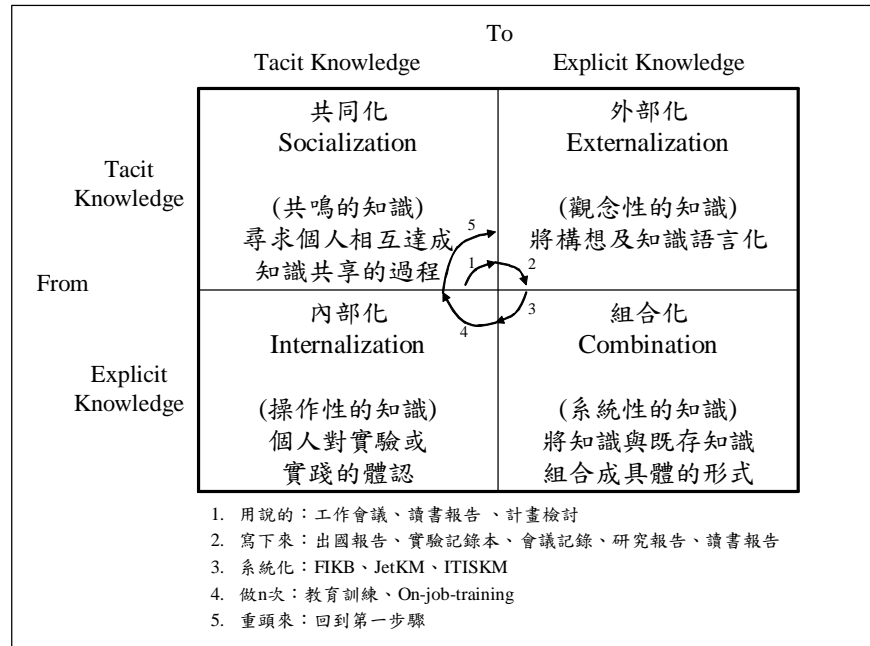 To
Tacit Knowledge
Explicit Knowledge
From
Tacit
Knowledge
共同化
Socialization
(共鳴的知識)
尋求個人相互達成
知識共享的過程
外部化
Externalization
(觀念性的知識)
將構想及知識語言化
5
1
2
4
3
Explicit
Knowledge
內部化
Internalization
(操作性的知識)
個人對實驗或
實踐的體認
組合化
Combination
(系統性的知識)
將知識與既存知識
組合成具體的形式
1. 用說的：工作會議、讀書報告、計畫檢討
2. 寫下來：出國報告、實驗記錄本、會議記錄、研究報告、讀書報告
3. 系統化：FIKB、JetKM、ITISKM
4. 做n次：教育訓練、On-job-training
5. 重頭來：回到第一步驟